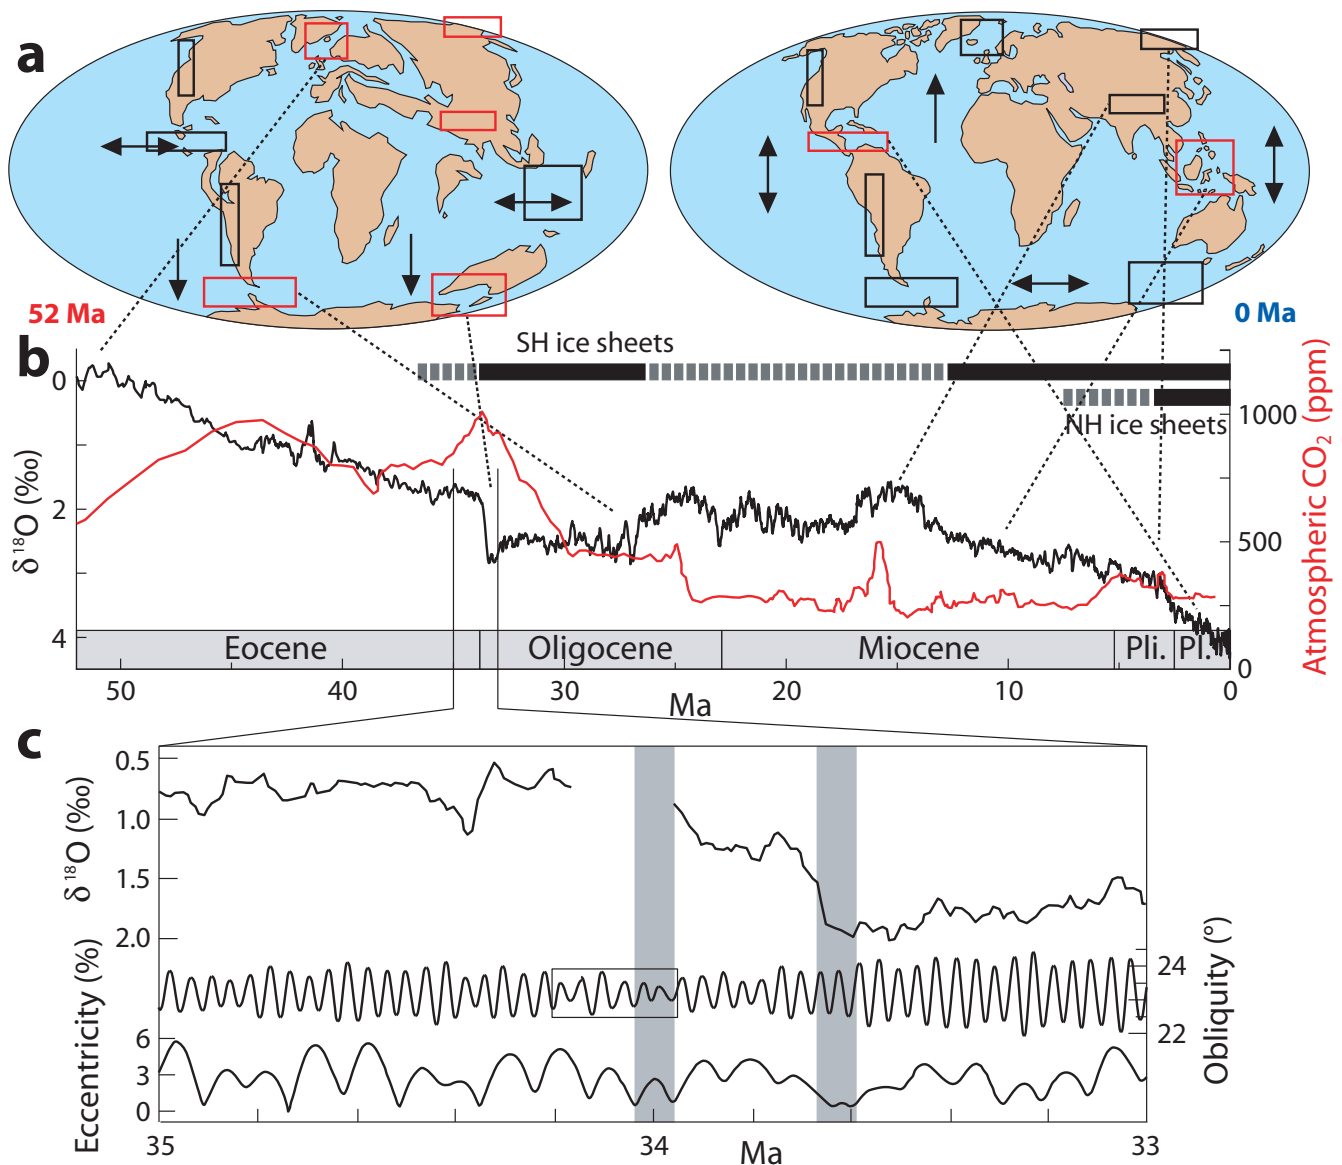 a
52 Ma
0 Ma
b
SH ice sheets
NH ice sheets
0
2
4
δ ¹⁸O (‰)
1000
500
0
Atmospheric CO₂ (ppm)
Eocene
Oligocene
Miocene
Pli.
Pl.
50
40
30
20
10
0
Ma
c
0.5
1.0
1.5
2.0
δ ¹⁸O (‰)
24
22
Obliquity (°)
6
3
0
Eccentricity (%)
35
34
33
Ma